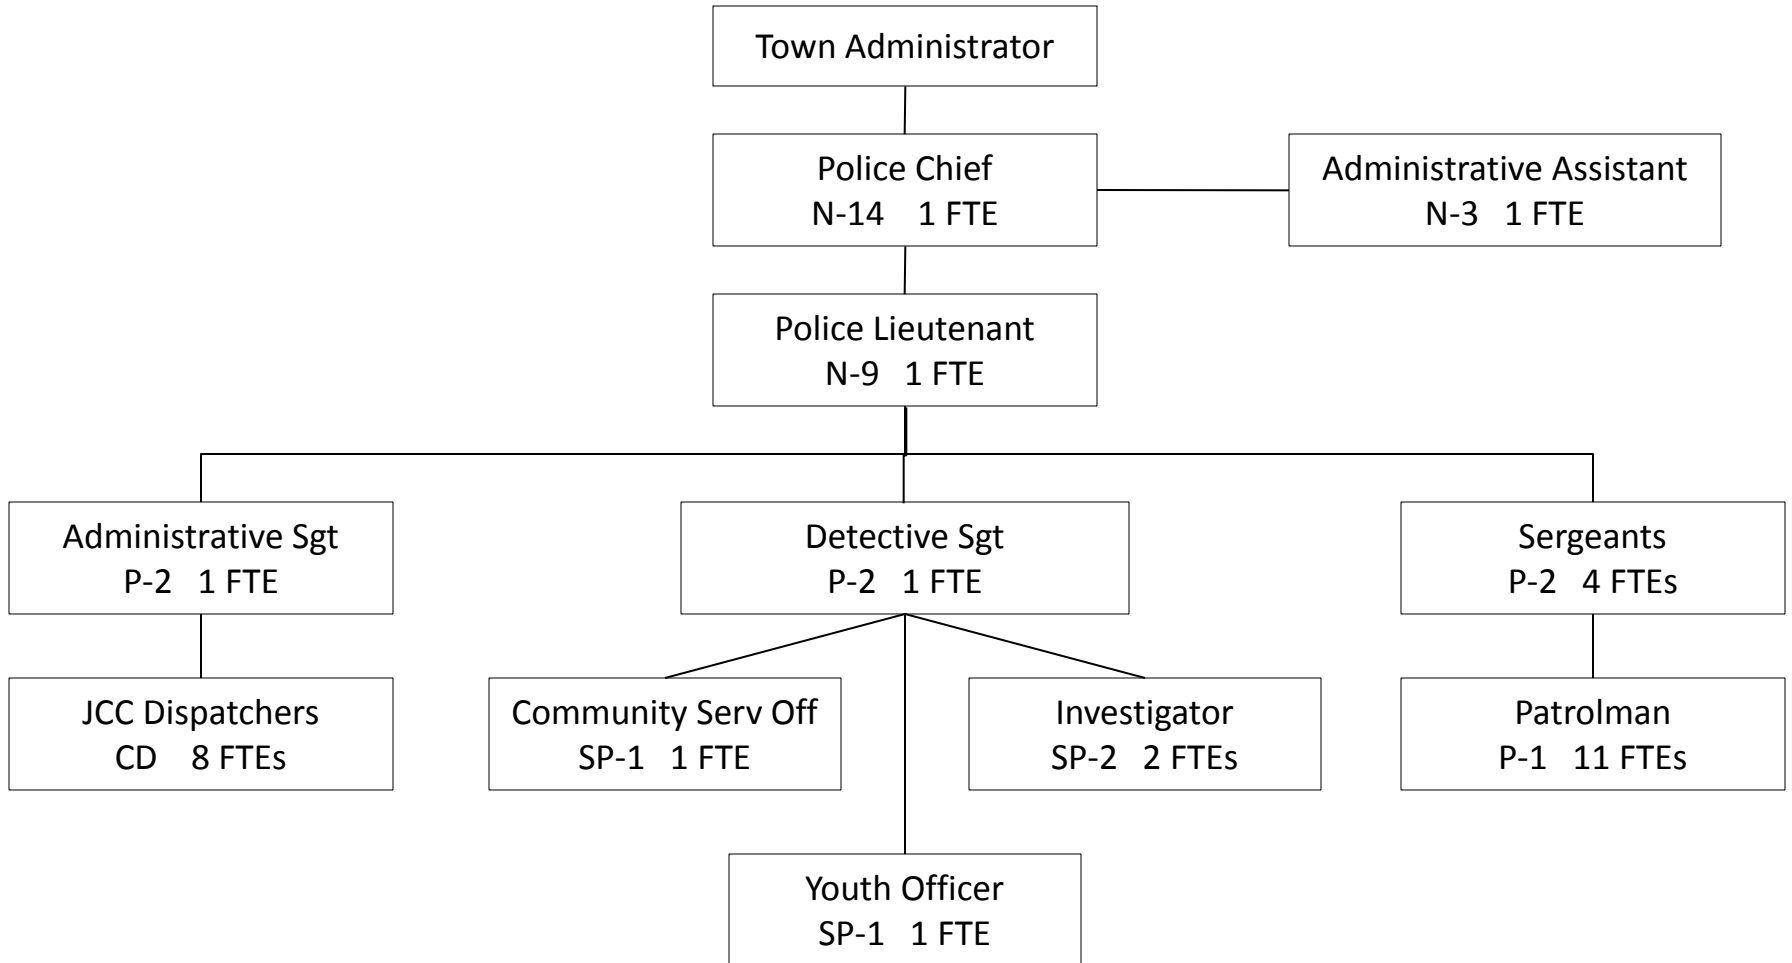 Town Administrator
Police Chief
N-14 1 FTE
Administrative Assistant
N-3 1 FTE
Police Lieutenant
N-9 1 FTE
Administrative Sgt
P-2 1 FTE
Detective Sgt
P-2 1 FTE
Sergeants
P-2 4 FTEs
JCC Dispatchers
CD 8 FTEs
Community Serv Off
SP-1 1 FTE
Investigator
SP-2 2 FTEs
Patrolman
P-1 11 FTEs
Youth Officer
SP-1 1 FTE